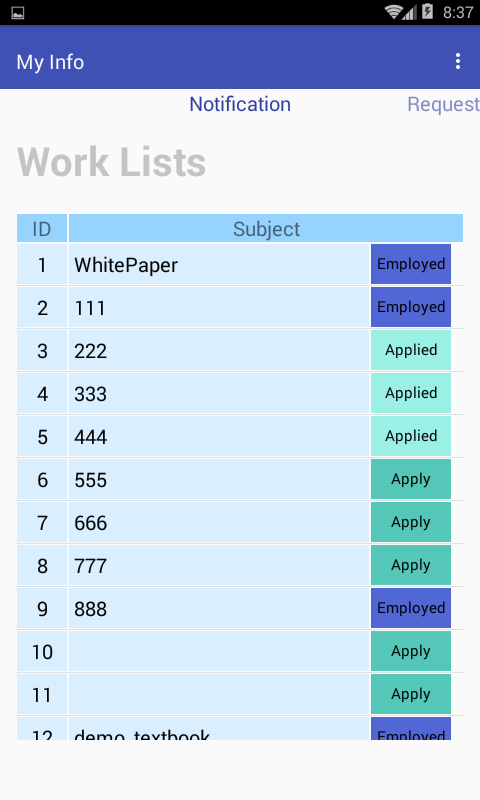 8:37
My Info
Notification Request
Work Lists
ID Subject
1 WhitePaper Employed
2 111 Employed
3 222 Applied
4 333 Applied
5 444 Applied
6 555 Apply
7 666 Apply
8 777 Apply
9 888 Employed
10 Apply
11 Apply
12 demo_textbook Employed